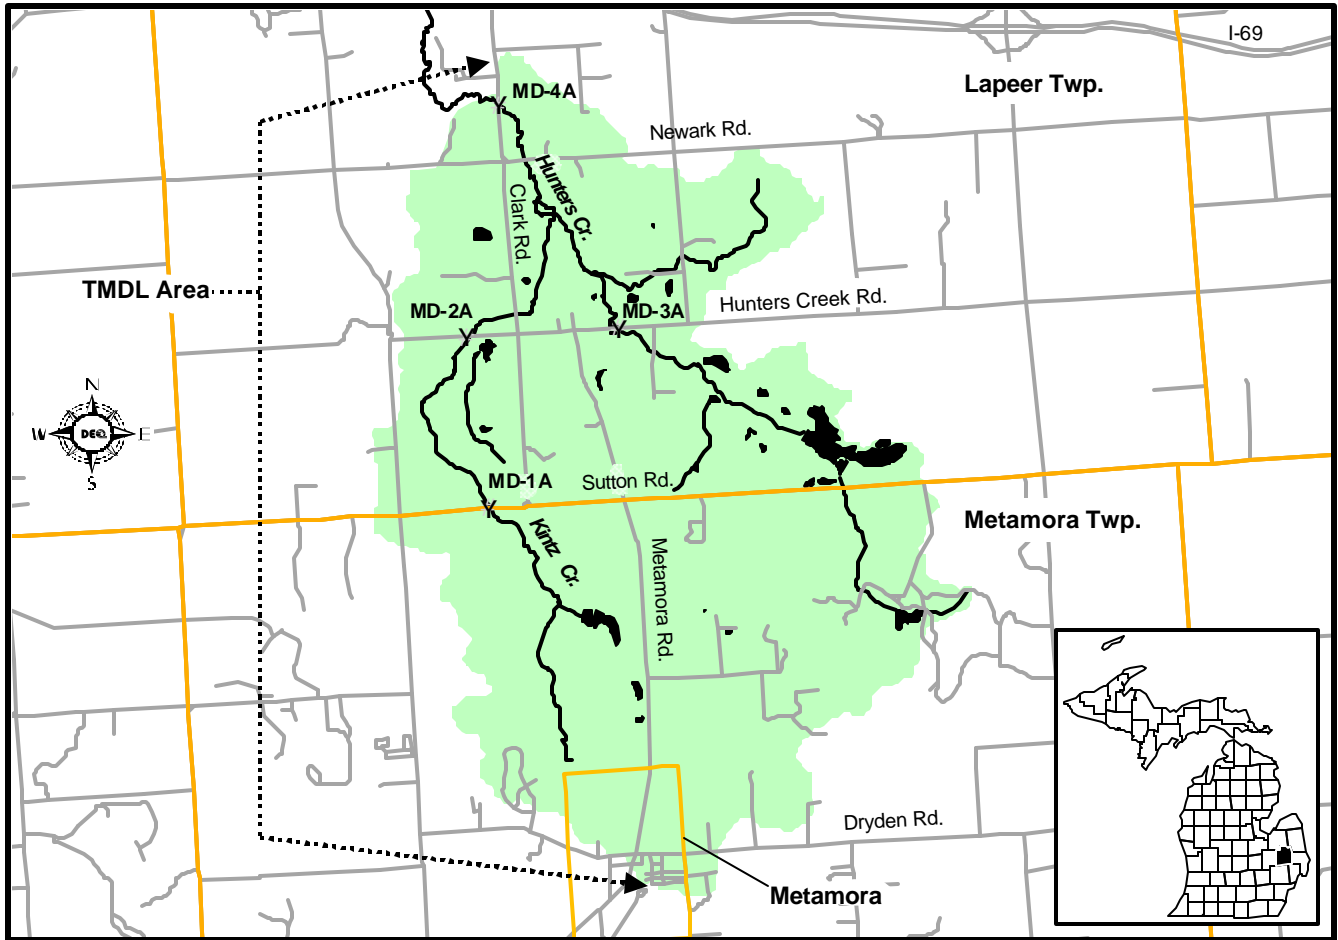 I-69
Lapeer Twp.
MD-4A
Newark Rd.
Hunters Cr.
Clark Rd.
TMDL Area
MD-2A
MD-3A
Hunters Creek Rd.
N
W
DEQ
E
S
MD-1A
Sutton Rd.
Metamora Twp.
Kintz Cr.
Metamora Rd.
Dryden Rd.
Metamora